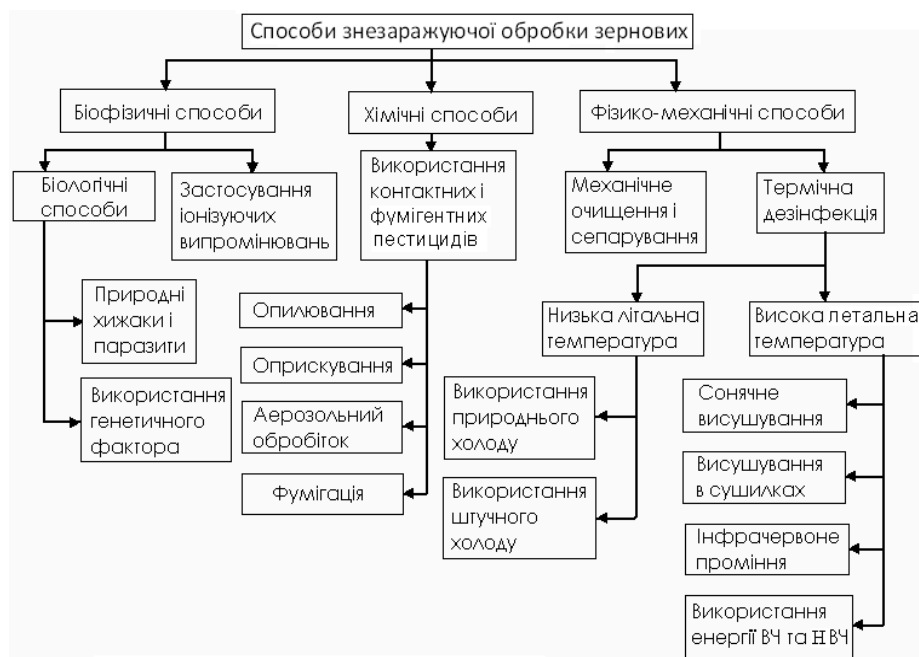 Способи знезаражуючої обробки зернових
Біофізичні способи
Хімічні способи
Фізико-механічні способи
Біологічні
способи
Застосування
іонізуючих
випромінювань
Використання
контактних і
фумігентних
пестицидів
Механічне
очищення і
сепарування
Термічна
дезінфекція
Природні
хижаки і
паразити
Використання
генетичного
фактора
Опилювання
Оприскування
Аерозольний
обробіток
Фумігація
Низька літальна
температура
Висока летальна
температура
Використання
природнього
холоду
Використання
штучного
холоду
Сонячне
висушування
Висушування
в сушилках
Інфрачервоне
проміння
Використання
енергії ВЧ та НВЧ